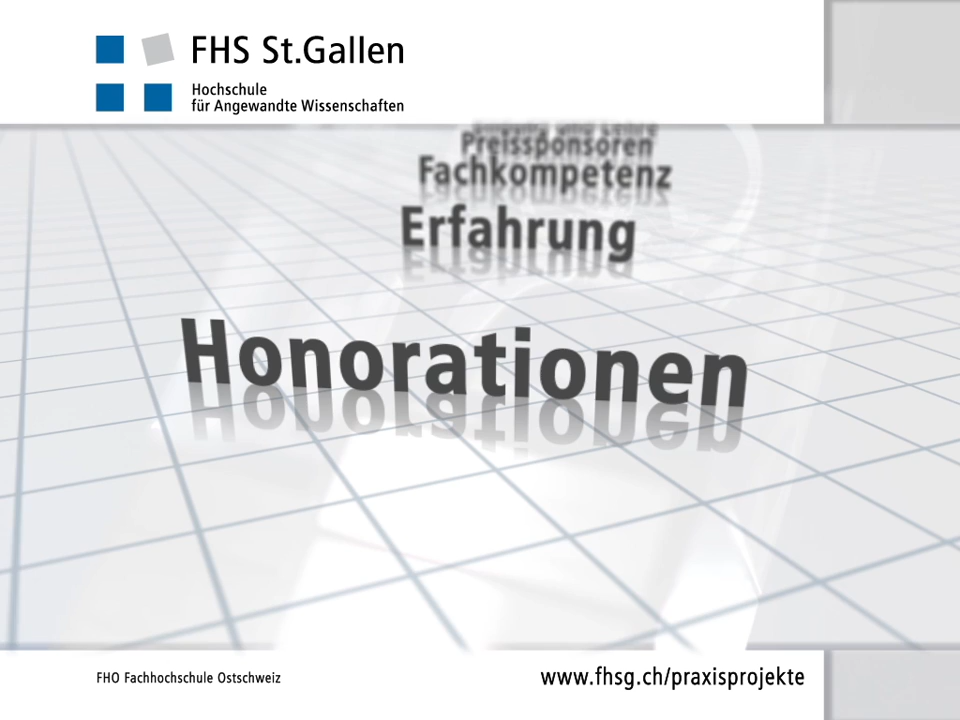 FHS St.Gallen
Hochschule
für Angewandte Wissenschaften
Preissponsoren
Fachkompetenz
Erfahrung
Honorationen
FHO Fachhochschule Ostschweiz
www.fhsg.ch/praxisprojekte